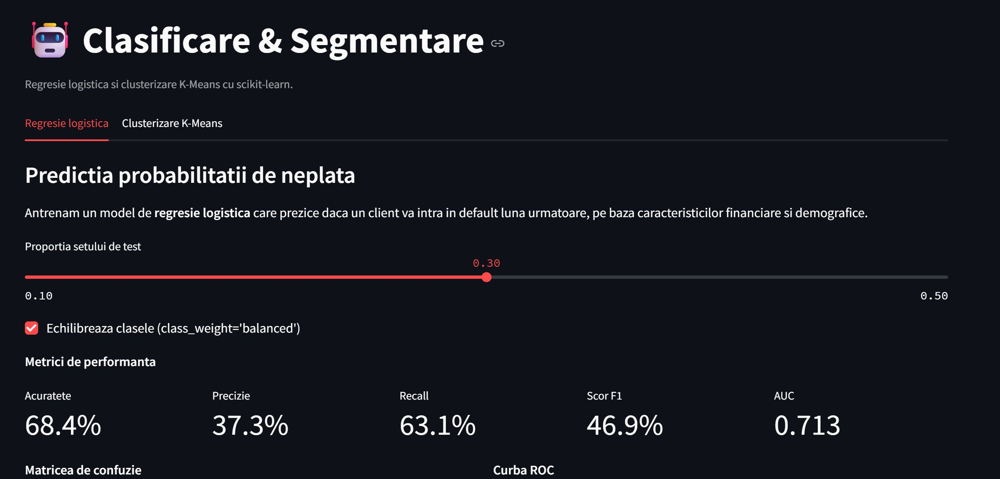 Clasificare & Segmentare
Regresie logistica si clusterizare K-Means cu scikit-learn.
Regresie logistica Clusterizare K-Means
Predictia probabilitatii de neplata
Antrenam un model de regresie logistica care prezice daca un client va intra in default luna urmatoare, pe baza caracteristicilor financiare si demografice.
Proportia setului de test
0.30
0.10 0.50
Echilibreaza clasele (class_weight='balanced')
Metrici de performanta
Acuratete Precizie Recall Scor F1 AUC
68.4% 37.3% 63.1% 46.9% 0.713
Matricea de confuzie Curba ROC